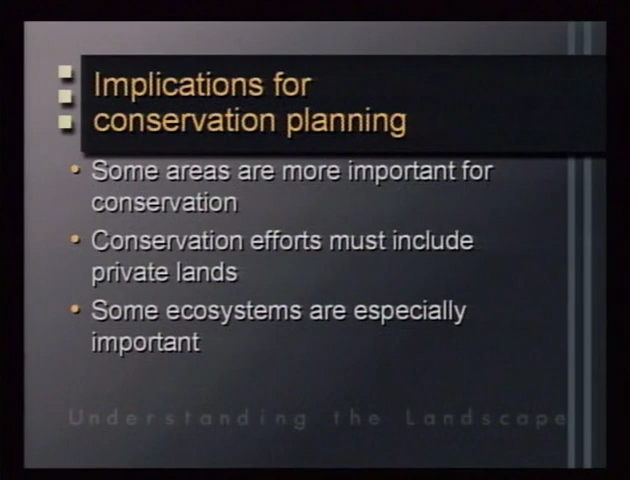 Implications for
conservation planning
• Some areas are more important for
conservation
• Conservation efforts must include
private lands
• Some ecosystems are especially
important
Understanding the Landscape